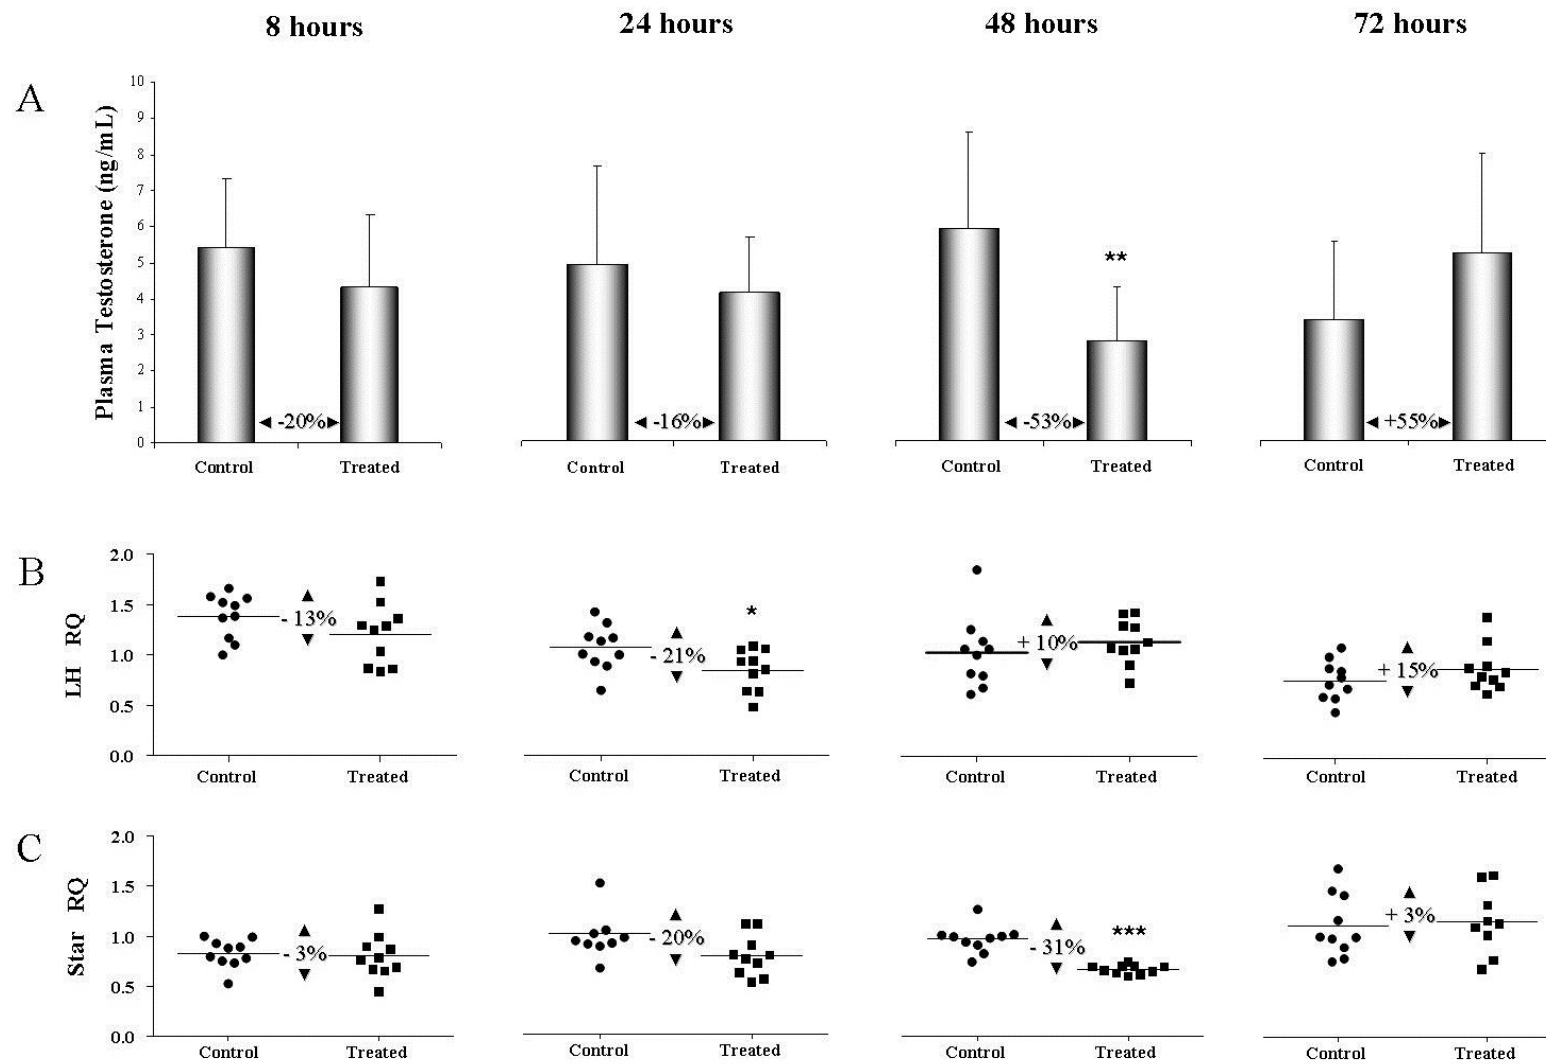 8 hours 24 hours 48 hours 72 hours
A
Plasma Testosterone (ng/mL)
10
9
8
7
6
5
4
3
2
1
0
**
-20% -16% -53% +55%
Control Treated Control Treated Control Treated Control Treated
B
LH RQ
2.0
1.5
1.0
0.5
0.0
*
- 13% - 21% + 10% + 15%
Control Treated Control Treated Control Treated Control Treated
C
Star RQ
2.0
1.5
1.0
0.5
0.0
***
- 3% - 20% - 31% + 3%
Control Treated Control Treated Control Treated Control Treated